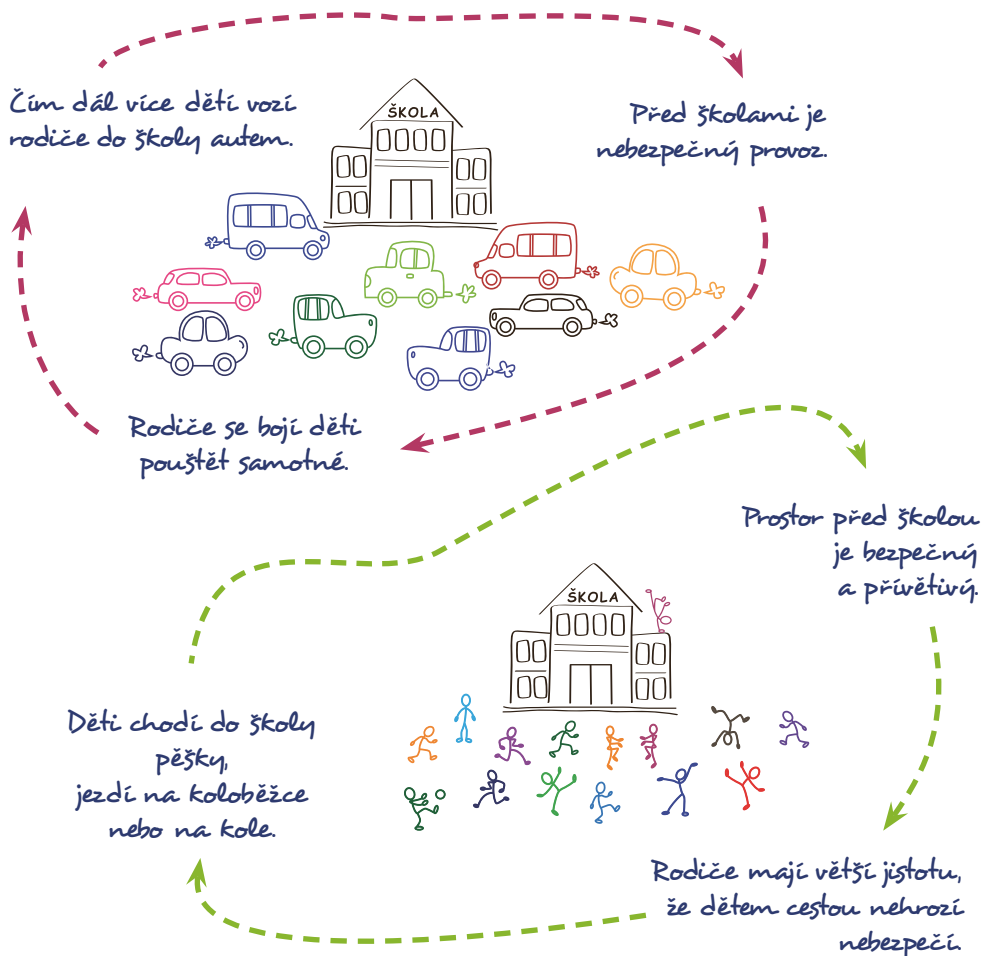 Čím dál více dětí vozí
rodiče do školy autem.
ŠKOLA
Před školami je
nebezpečný provoz.
Rodiče se bojí děti
pouštět samotné.
Prostor před školou
je bezpečný
a přívětivý.
ŠKOLA
Děti chodí do školy
pěšky,
jezdí na koloběžce
nebo na kole.
Rodiče mají větší jistotu,
že dětem cestou nehrozí
nebezpečí.